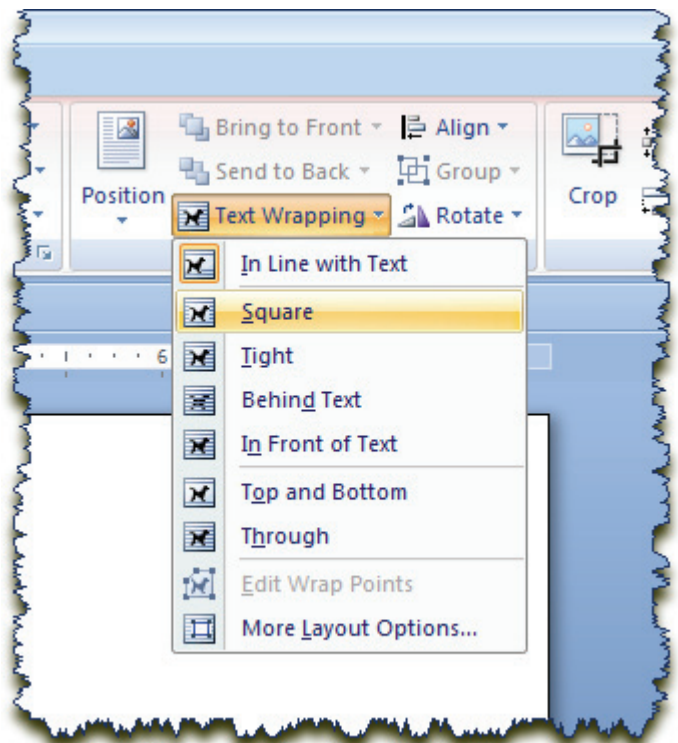 Bring to Front
Align
Send to Back
Group
Position
Text Wrapping
Rotate
Crop
In Line with Text
Square
6
Tight
Behind Text
In Front of Text
Top and Bottom
Through
Edit Wrap Points
More Layout Options...